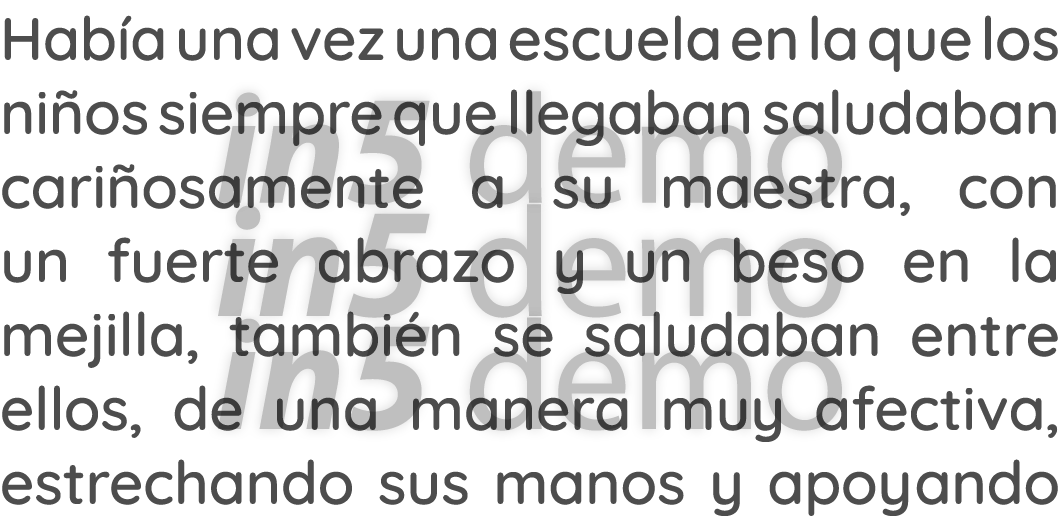 Había una vez una escuela en la que los
niños siempre que llegaban saludaban
cariñosamente a su maestra, con
un fuerte abrazo y un beso en la
mejilla, también se saludaban entre
ellos, de una manera muy afectiva,
estrechando sus manos y apoyando
in5 demo
in5 demo
in5 demo